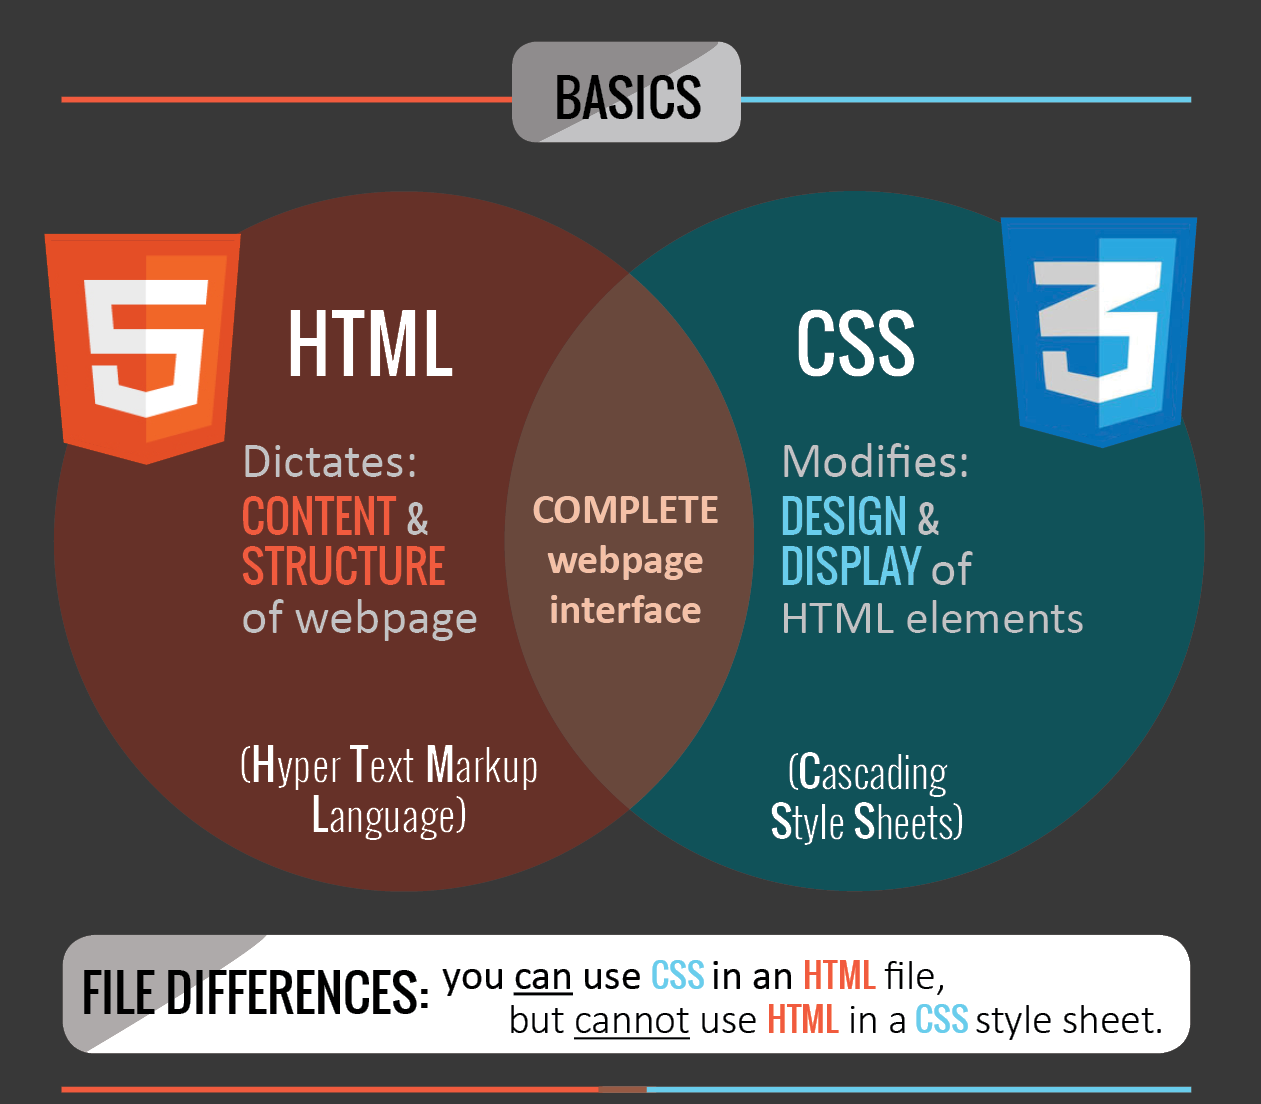 BASICS
5
3
HTML
CSS
Dictates:
CONTENT &
STRUCTURE
of webpage
COMPLETE
webpage
interface
Modifies:
DESIGN &
DISPLAY of
HTML elements
(Hyper Text Markup
Language)
(Cascading
Style Sheets)
FILE DIFFERENCES: you can use CSS in an HTML file,
but cannot use HTML in a CSS style sheet.